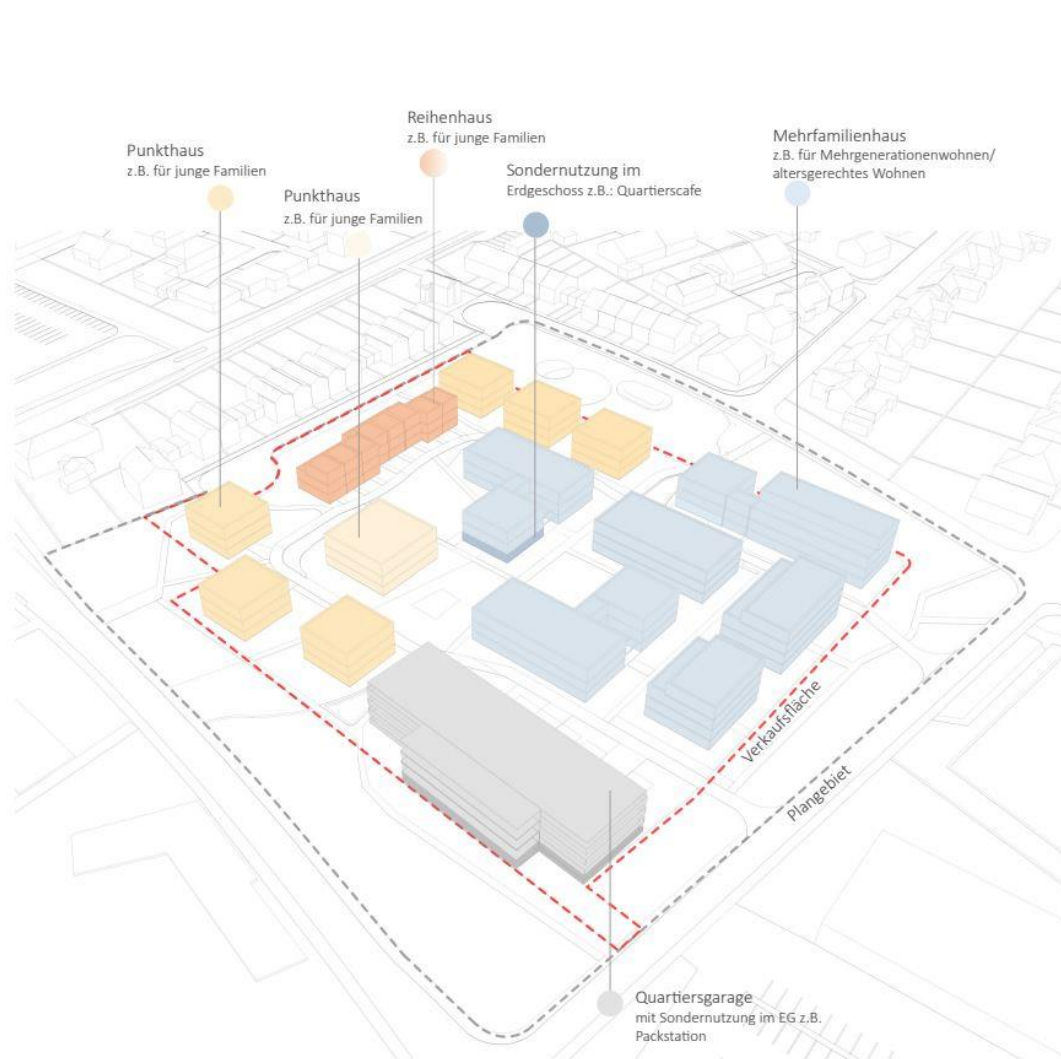 Reihenhaus
z.B. für junge Familien
Punkthaus
z.B. für junge Familien
Mehrfamilienhaus
z.B. für Mehrgenerationenwohnen/
altersgerechtes Wohnen
Sondernutzung im
Erdgeschoss z.B.: Quartierscafe
Punkthaus
z.B. für junge Familien
Verkaufsfläche
Plangebiet
Quartiersgarage
mit Sondernutzung im EG z.B.
Packstation